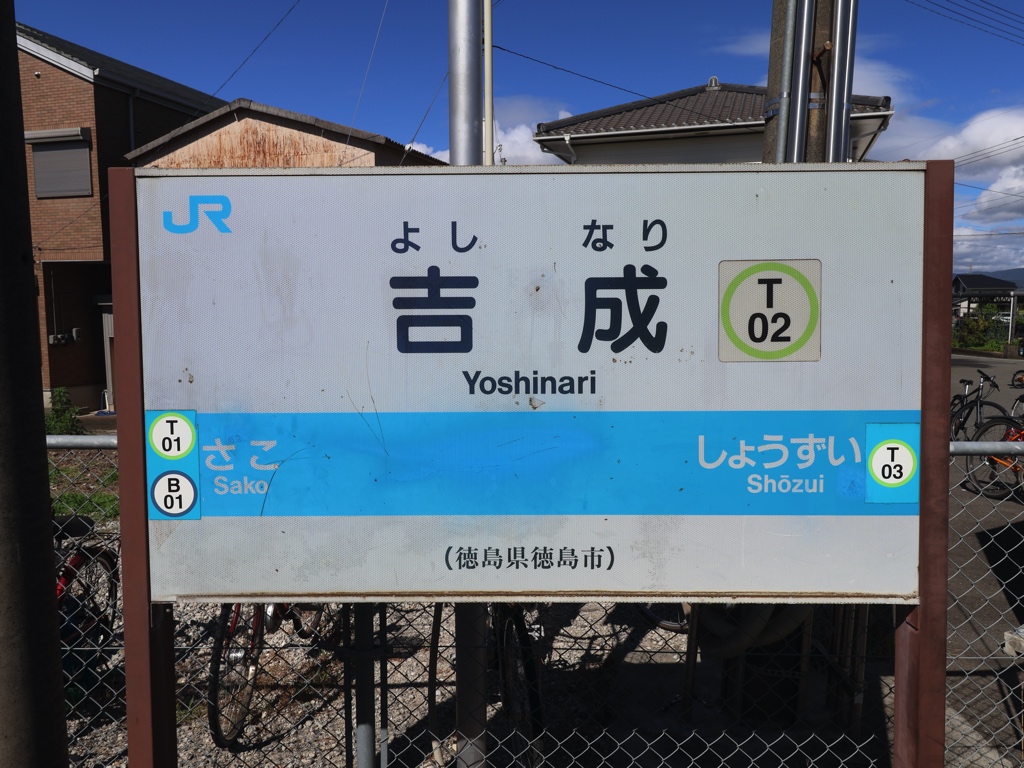 JR
よし なり
吉成
T
02
Yoshinari
T
01
B
01
さこ
Sako
しょうずい
Shōzui
T
03
(徳島県徳島市)